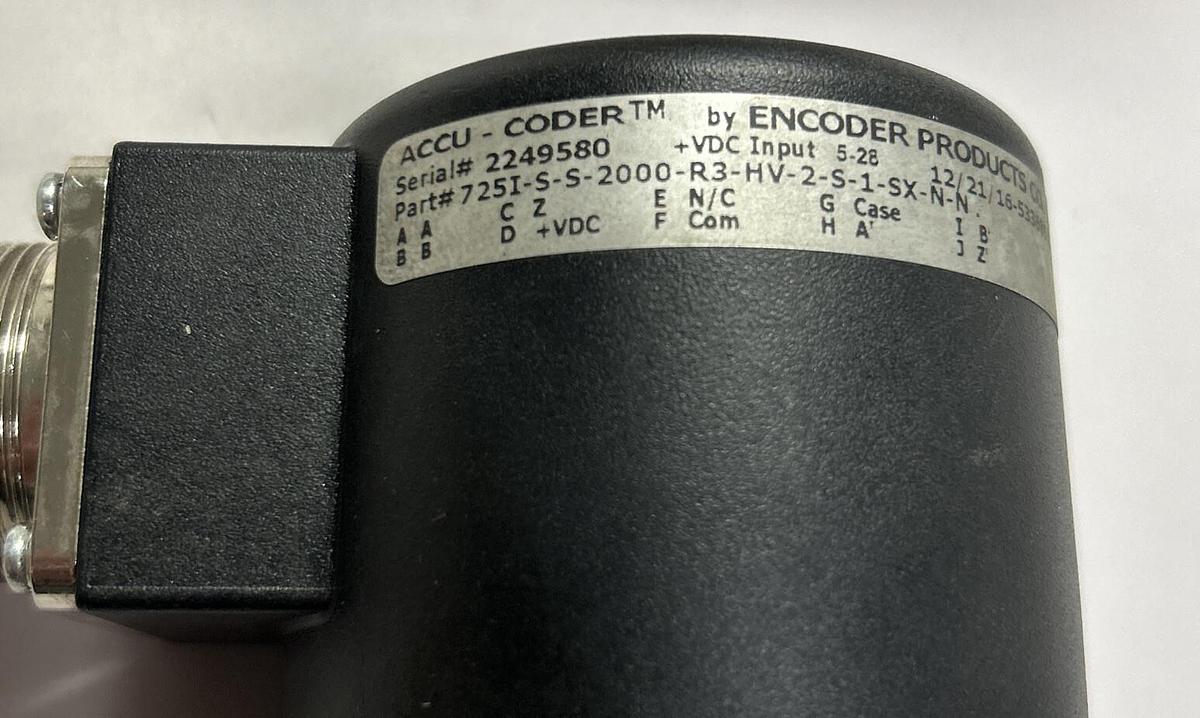 ACCU - CODER™ by ENCODER PRODUCTS
Serial# 2249580 +VDC Input 5-28 12/21/16
Part# 725I-S-S-2000-R3-HV-2-S-1-SX-N-N
A A C Z E N/C G Case I B'
B B D +VDC F Com H A' J Z'